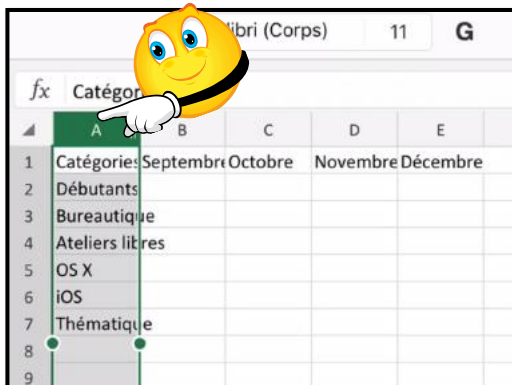 libri (Corps) 11 G
fx Catégor
A B C D E
1 Catégories Septembre Octobre Novembre Décembre
2 Débutants
3 Bureautique
4 Ateliers libres
5 OS X
6 iOS
7 Thématique
8
9